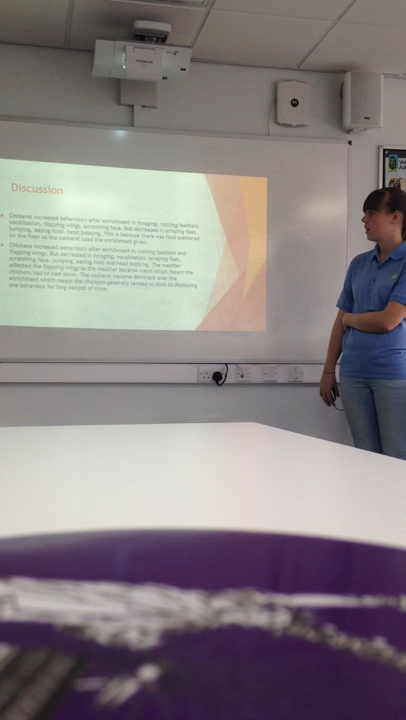 HITACHI
Discussion
Cockerel increased behaviours after enrichment in foraging, rustling feathers,
vocalisation, flapping wings, scratching face. But decreased in scraping feet,
jumping, eating food, head bobbing. This is because there was food scattered
on the floor so the cockerel used the enrichment given.
Chickens increased behaviours after enrichment in rustling feathers and
flapping wings. But decreased in foraging, vocalisation, scraping feet,
scratching face, jumping, eating food and head bobbing. The weather
affected the flapping wings as the weather became warm which meant the
chickens had to cool down. The cockerel became dominant over the
enrichment which meant the chickens generally tended to stick to displaying
one behaviour for long periods of time.